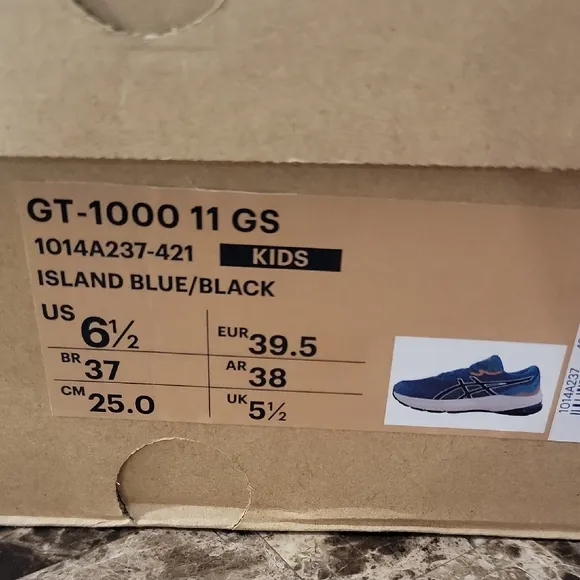 GT-1000 11 GS
1014A237-421 KIDS
ISLAND BLUE/BLACK
US 6½ EUR 39.5
BR 37 AR 38
CM 25.0 UK 5½
1014A237